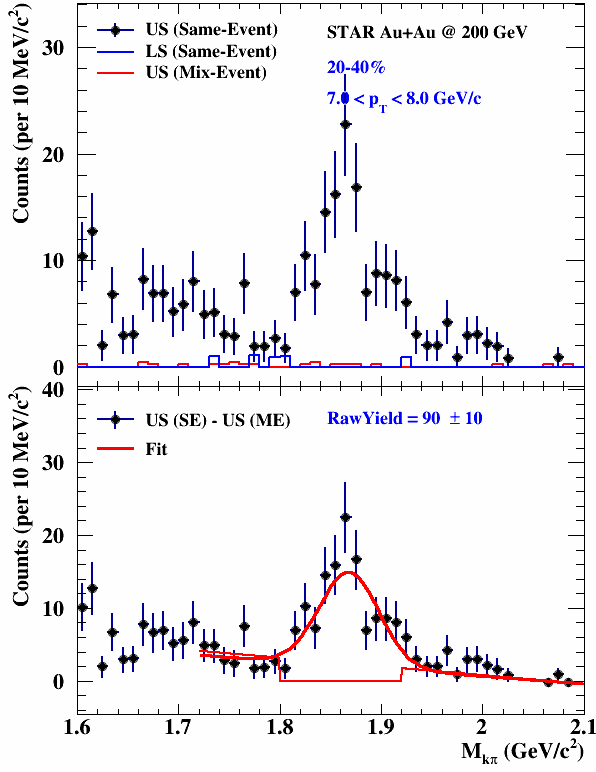 Counts (per 10 MeV/c²)
US (Same-Event)
LS (Same-Event)
US (Mix-Event)
STAR Au+Au @ 200 GeV
20-40%
7.0 < p_T < 8.0 GeV/c
30
20
10
0
Counts (per 10 MeV/c²)
US (SE) - US (ME)
Fit
RawYield = 90 ± 10
40
30
20
10
0
1.6 1.7 1.8 1.9 2 2.1
M_kπ (GeV/c²)